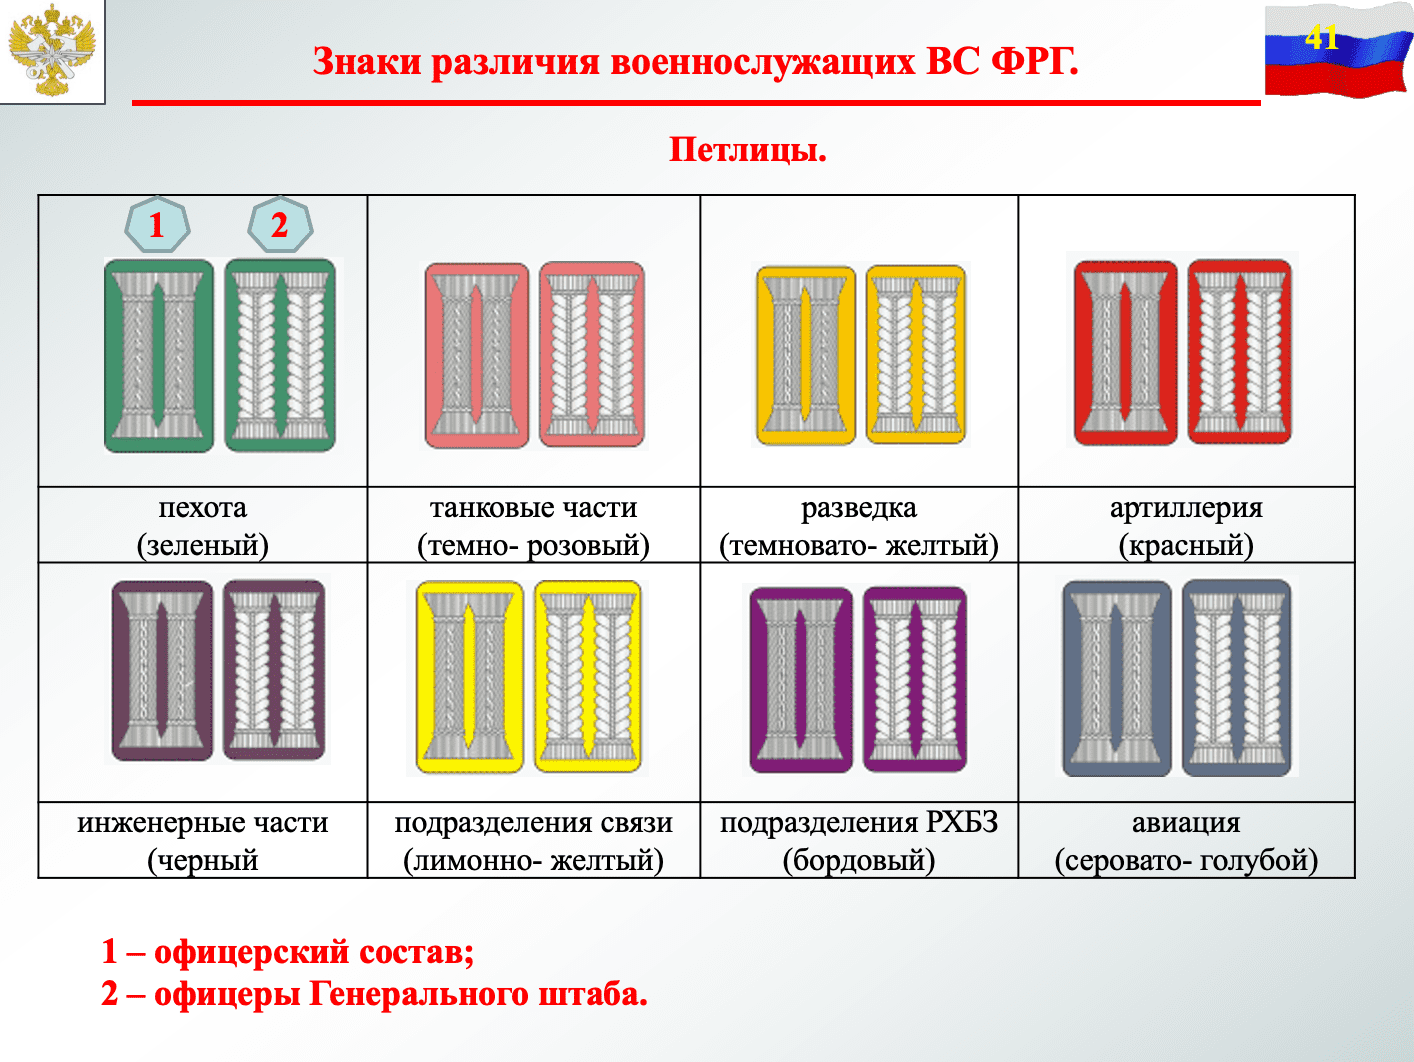 41
Знаки различия военнослужащих ВС ФРГ.
Петлицы.
1 2
пехота
(зеленый)
танковые части
(темно- розовый)
разведка
(темновато- желтый)
артиллерия
(красный)
инженерные части
(черный
подразделения связи
(лимонно- желтый)
подразделения РХБЗ
(бордовый)
авиация
(серовато- голубой)
1 – офицерский состав;
2 – офицеры Генерального штаба.